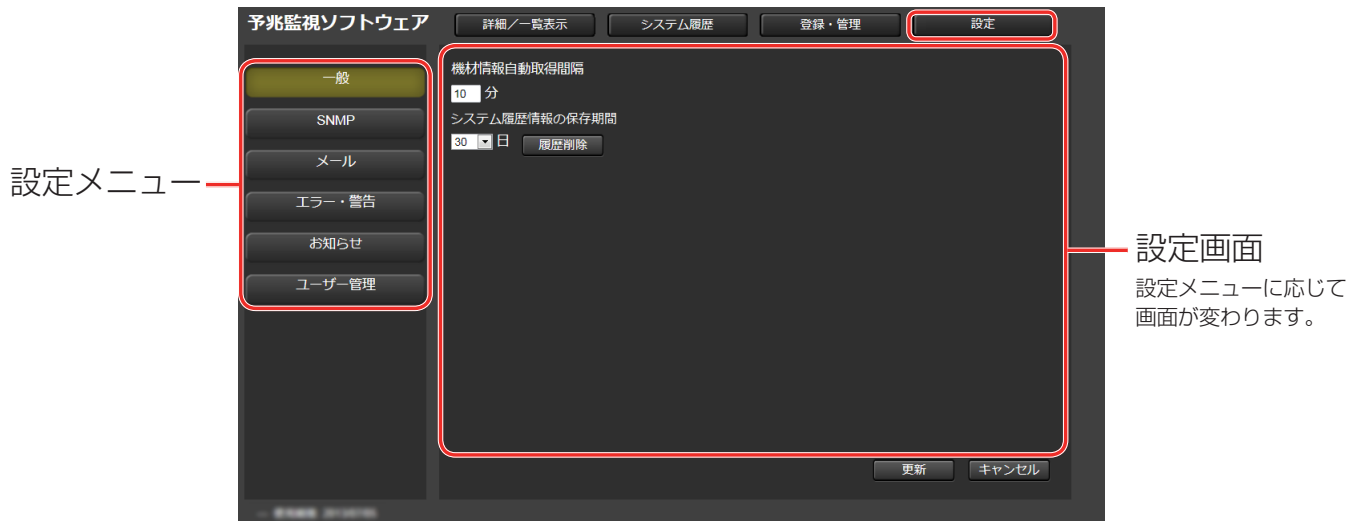 予兆監視ソフトウェア
詳細／一覧表示
システム履歴
登録・管理
設定
一般
SNMP
メール
エラー・警告
お知らせ
ユーザー管理
設定メニュー
機材情報自動取得間隔
10 分
システム履歴情報の保存期間
30 日 履歴削除
設定画面
設定メニューに応じて
画面が変わります。
更新 キャンセル